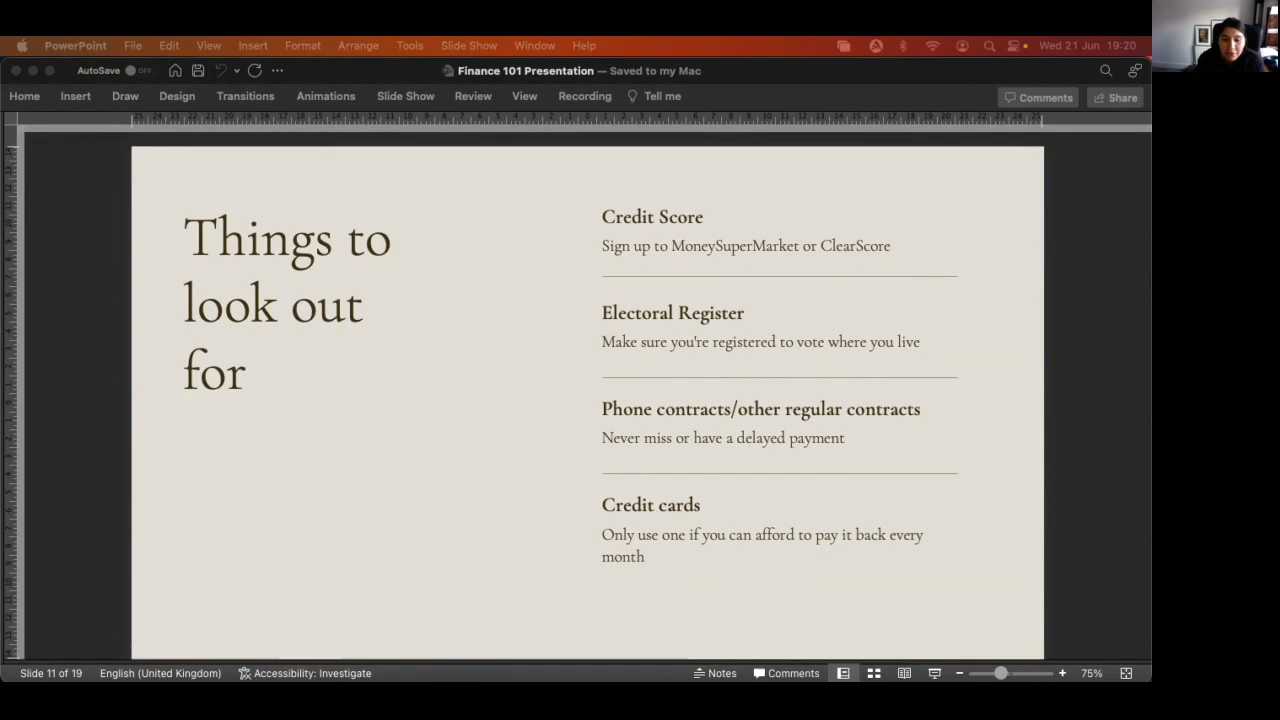 PowerPoint File Edit View Insert Format Arrange Tools Slide Show Window Help Wed 21 Jun 19:20
AutoSave OFF Finance 101 Presentation — Saved to my Mac
Home Insert Draw Design Transitions Animations Slide Show Review View Recording Tell me Comments Share
Things to
look out
for
Credit Score
Sign up to MoneySuperMarket or ClearScore
Electoral Register
Make sure you're registered to vote where you live
Phone contracts/other regular contracts
Never miss or have a delayed payment
Credit cards
Only use one if you can afford to pay it back every
month
Slide 11 of 19 English (United Kingdom) Accessibility: Investigate Notes Comments 75%